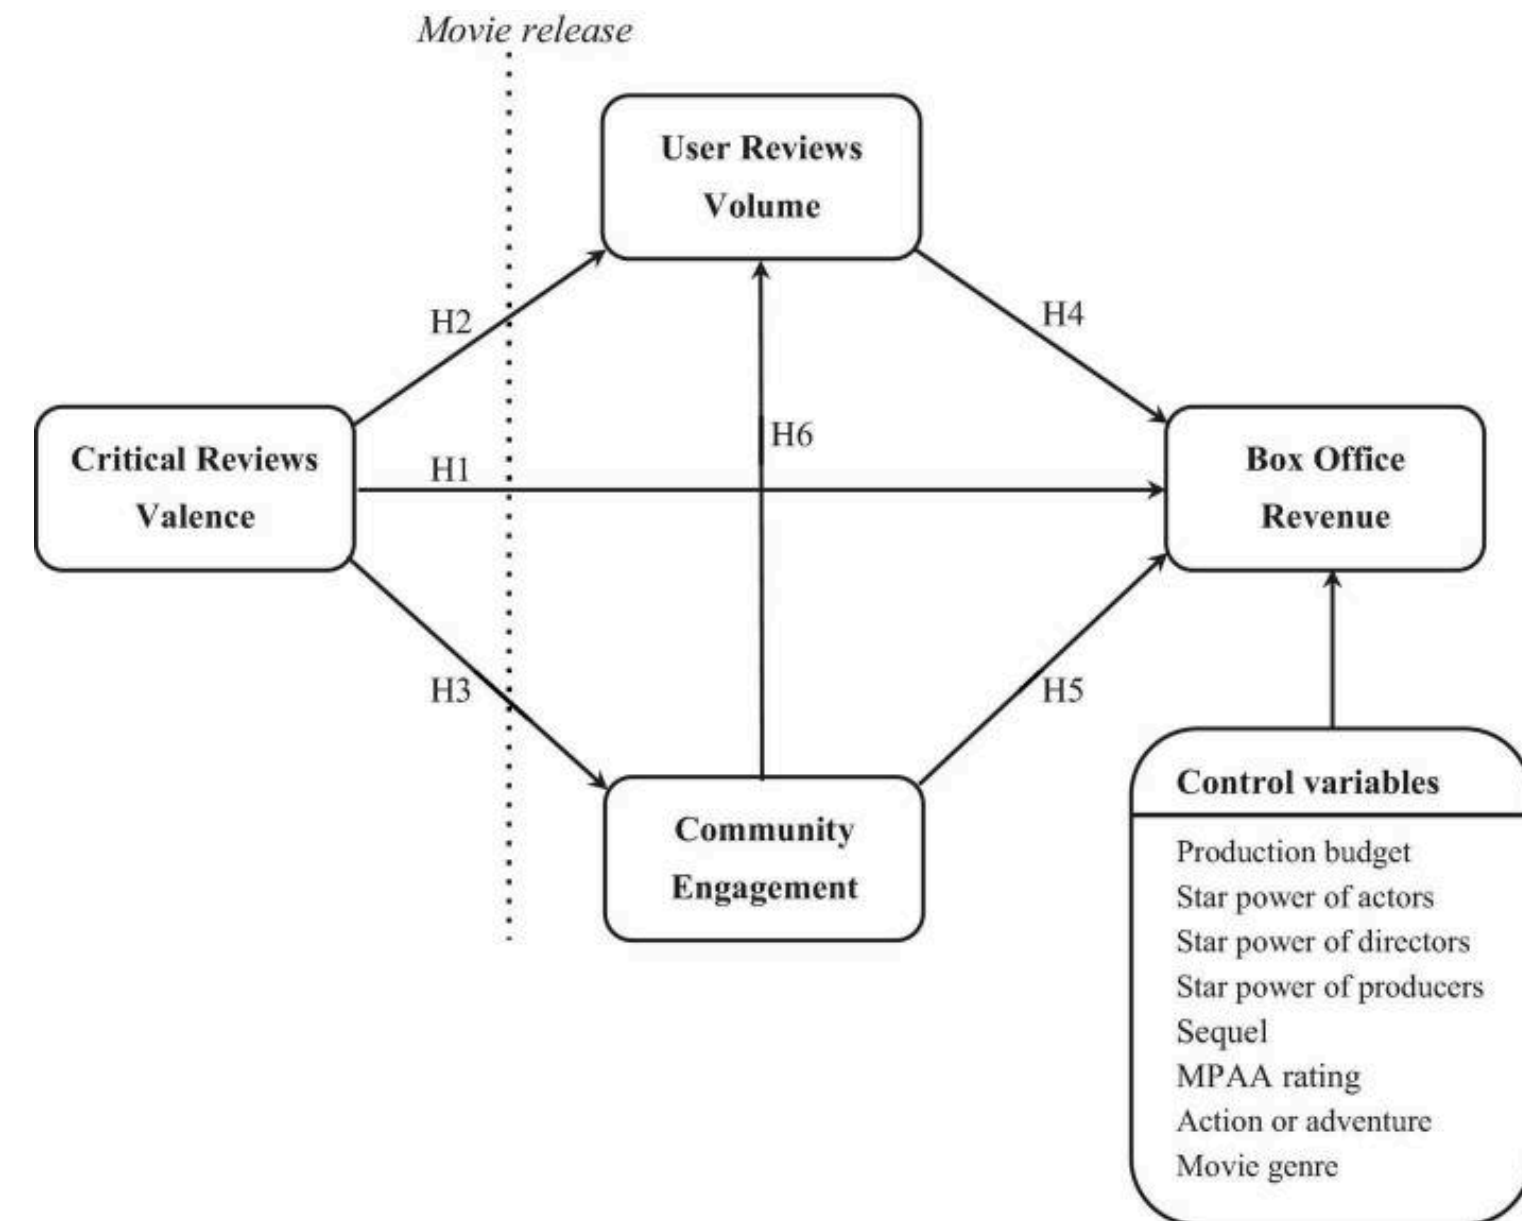 Movie release
User Reviews
Volume
H2
H4
H6
Critical Reviews
Valence
H1
Box Office
Revenue
H3
H5
Community
Engagement
Control variables
Production budget
Star power of actors
Star power of directors
Star power of producers
Sequel
MPAA rating
Action or adventure
Movie genre